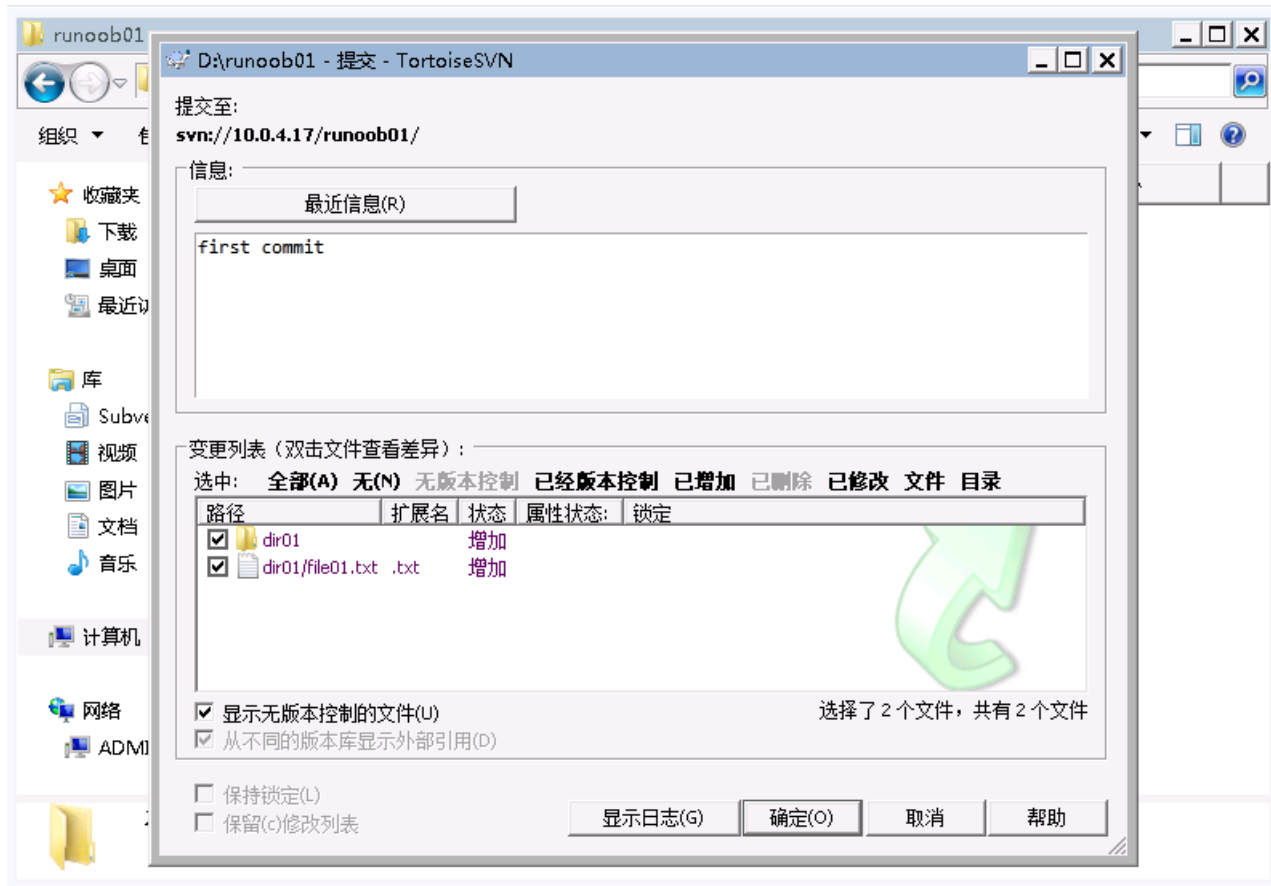 runoob01
D:\runoob01 - 提交 - TortoiseSVN
提交至:
组织
svn://10.0.4.17/runoob01/
信息:
最近信息(R)
收藏夹
first commit
下载
桌面
最近
库
视频
变更列表（双击文件查看差异）:
选中: 全部(A) 无(N) 无版本控制 已经版本控制 已增加 已删除 已修改 文件 目录
图片
路径 扩展名 状态 属性状态: 锁定
文档
dir01 增加
音乐
dir01/file01.txt .txt 增加
计算机
网络
显示无版本控制的文件(U)
选择了2个文件，共有2个文件
从不同的版本库显示外部引用(D)
保持锁定(L)
保留(c)修改列表
显示日志(G) 确定(O) 取消 帮助